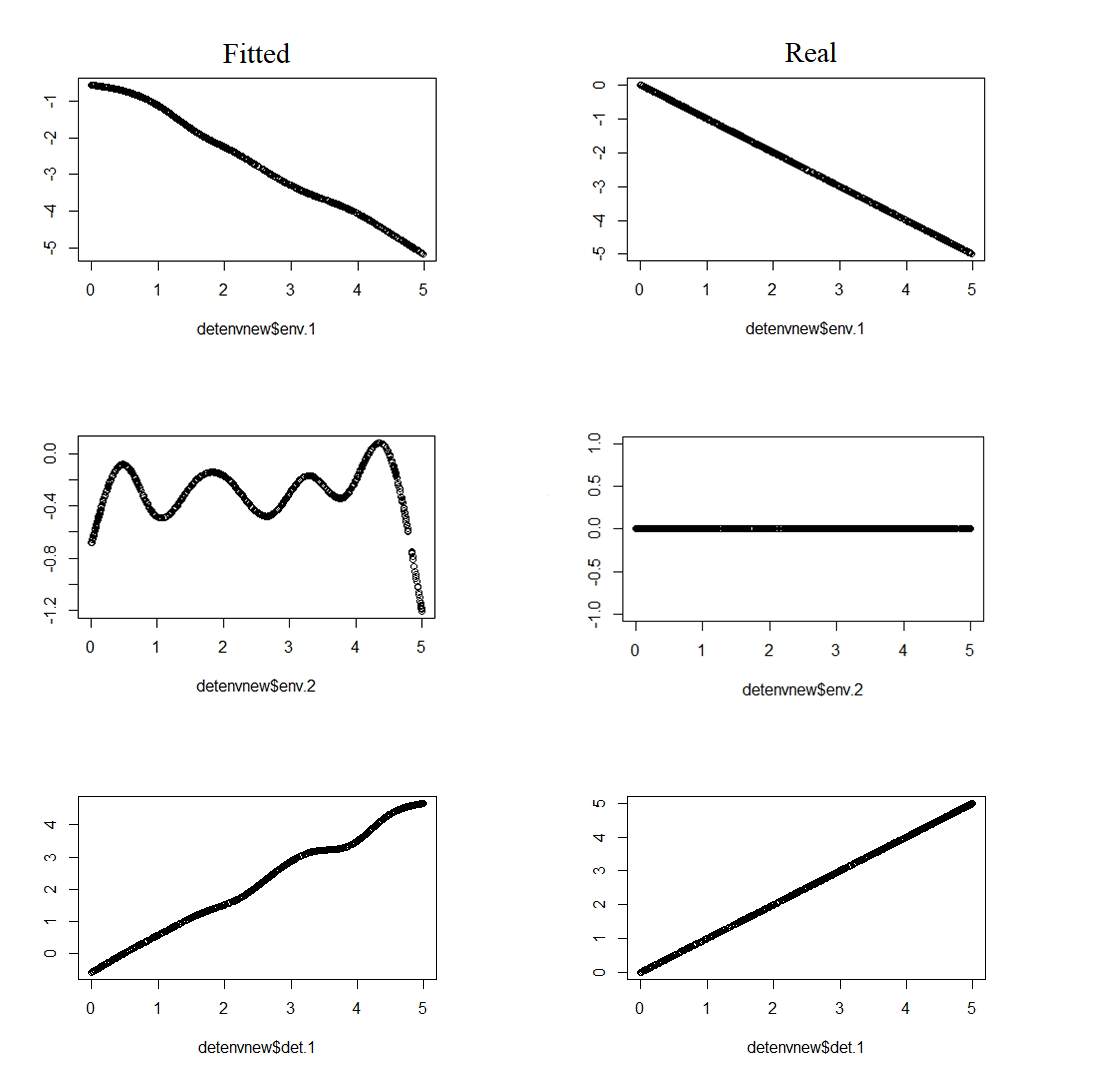 Fitted Real
-1 -2 -3 -4 -5
0 1 2 3 4 5
detenvnew$env.1
0 -1 -2 -3 -4 -5
0 1 2 3 4 5
detenvnew$env.1
0.0 -0.4 -0.8 -1.2
0 1 2 3 4 5
detenvnew$env.2
1.0 0.5 0.0 -0.5 -1.0
0 1 2 3 4 5
detenvnew$env.2
4 3 2 1 0
0 1 2 3 4 5
detenvnew$det.1
5 4 3 2 1 0
0 1 2 3 4 5
detenvnew$det.1